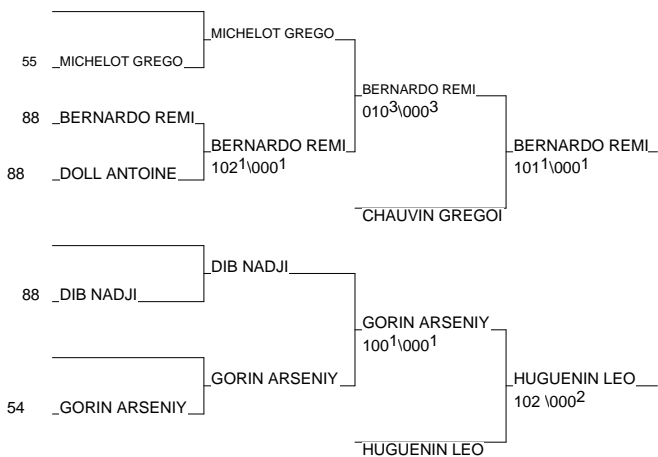 MICHELOT GREGO
55 MICHELOT GREGO
BERNARDO REMI
010³\000³
88 BERNARDO REMI
BERNARDO REMI
102¹\000¹
BERNARDO REMI
101¹\000¹
88 DOLL ANTOINE
CHAUVIN GREGOI
DIB NADJI
88 DIB NADJI
GORIN ARSENIY
100¹\000¹
GORIN ARSENIY
HUGUENIN LEO
102 \000²
54 GORIN ARSENIY
HUGUENIN LEO